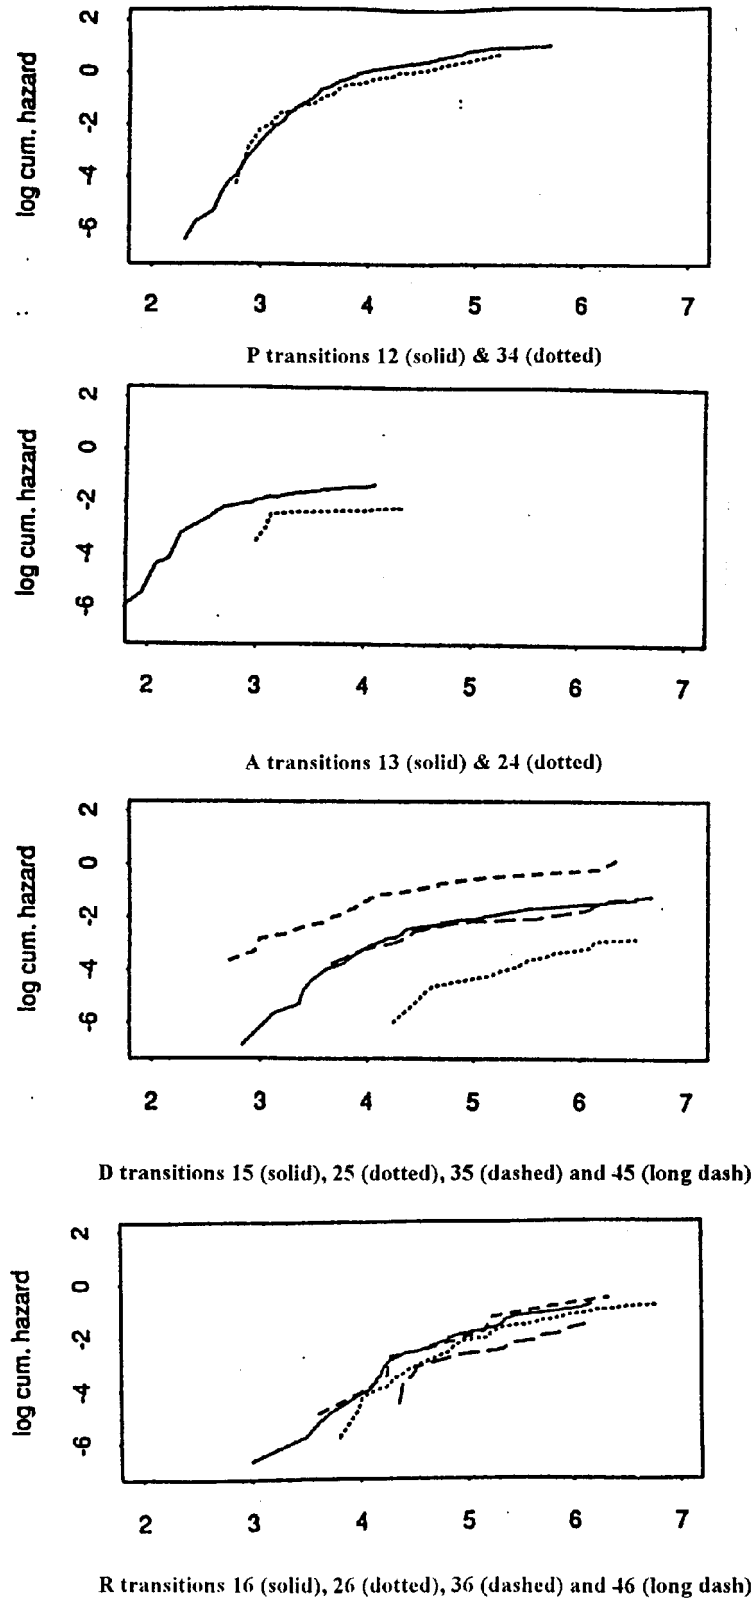 log cum. hazard
2
0
-2
-4
-6
2 3 4 5 6 7
P transitions 12 (solid) & 34 (dotted)
log cum. hazard
2
0
-2
-4
-6
2 3 4 5 6 7
A transitions 13 (solid) & 24 (dotted)
log cum. hazard
2
0
-2
-4
-6
2 3 4 5 6 7
D transitions 15 (solid), 25 (dotted), 35 (dashed) and 45 (long dash)
log cum. hazard
2
0
-2
-4
-6
2 3 4 5 6 7
R transitions 16 (solid), 26 (dotted), 36 (dashed) and 46 (long dash)